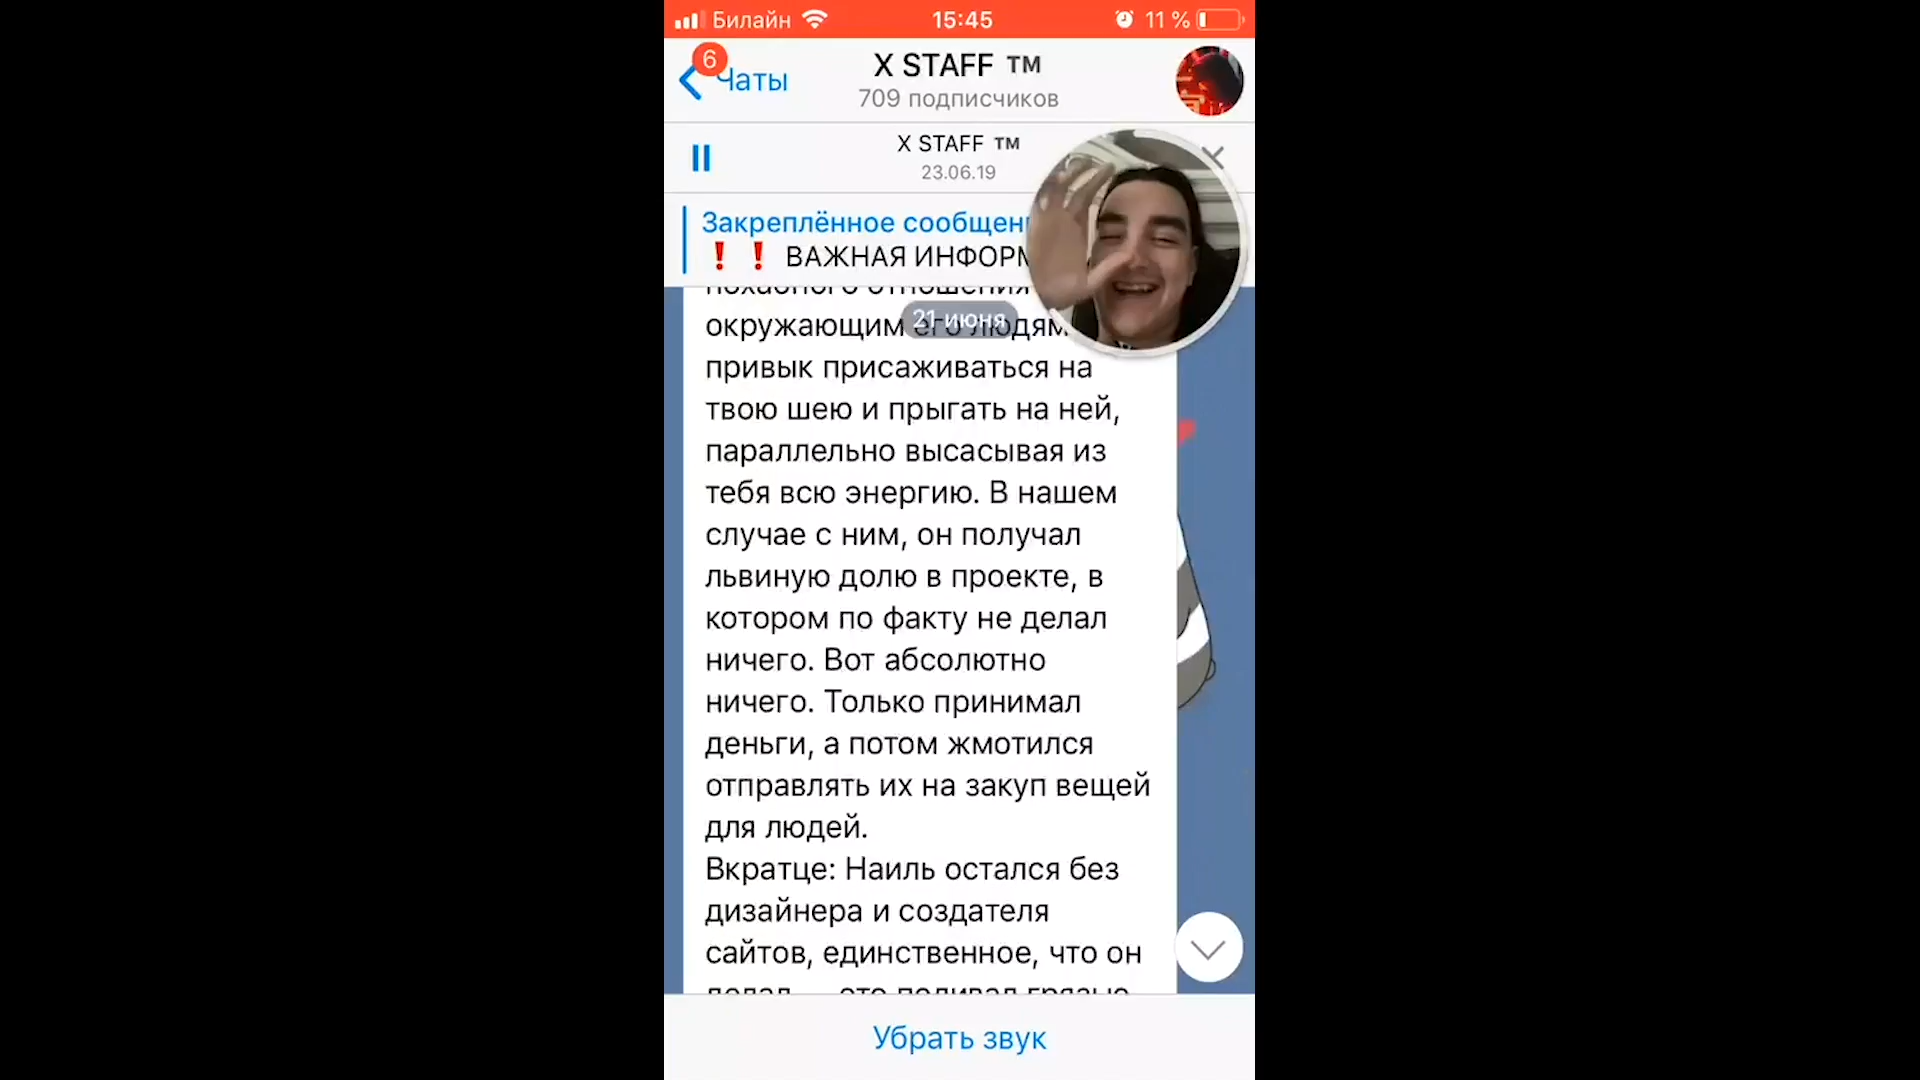 Билайн 15:45 11 %
6
Чаты
X STAFF ™
709 подписчиков
X STAFF ™
23.06.19
Закреплённое
❗❗ ВАЖНАЯ
отношения
21 июня
окружающим его людям
привык присаживаться на
твою шею и прыгать на ней,
параллельно высасывая из
тебя всю энергию. В нашем
случае с ним, он получал
львиную долю в проекте, в
котором по факту не делал
ничего. Вот абсолютно
ничего. Только принимал
деньги, а потом жмотился
отправлять их на закуп вещей
для людей.
Вкратце: Наиль остался без
дизайнера и создателя
сайтов, единственное, что он
Убрать звук